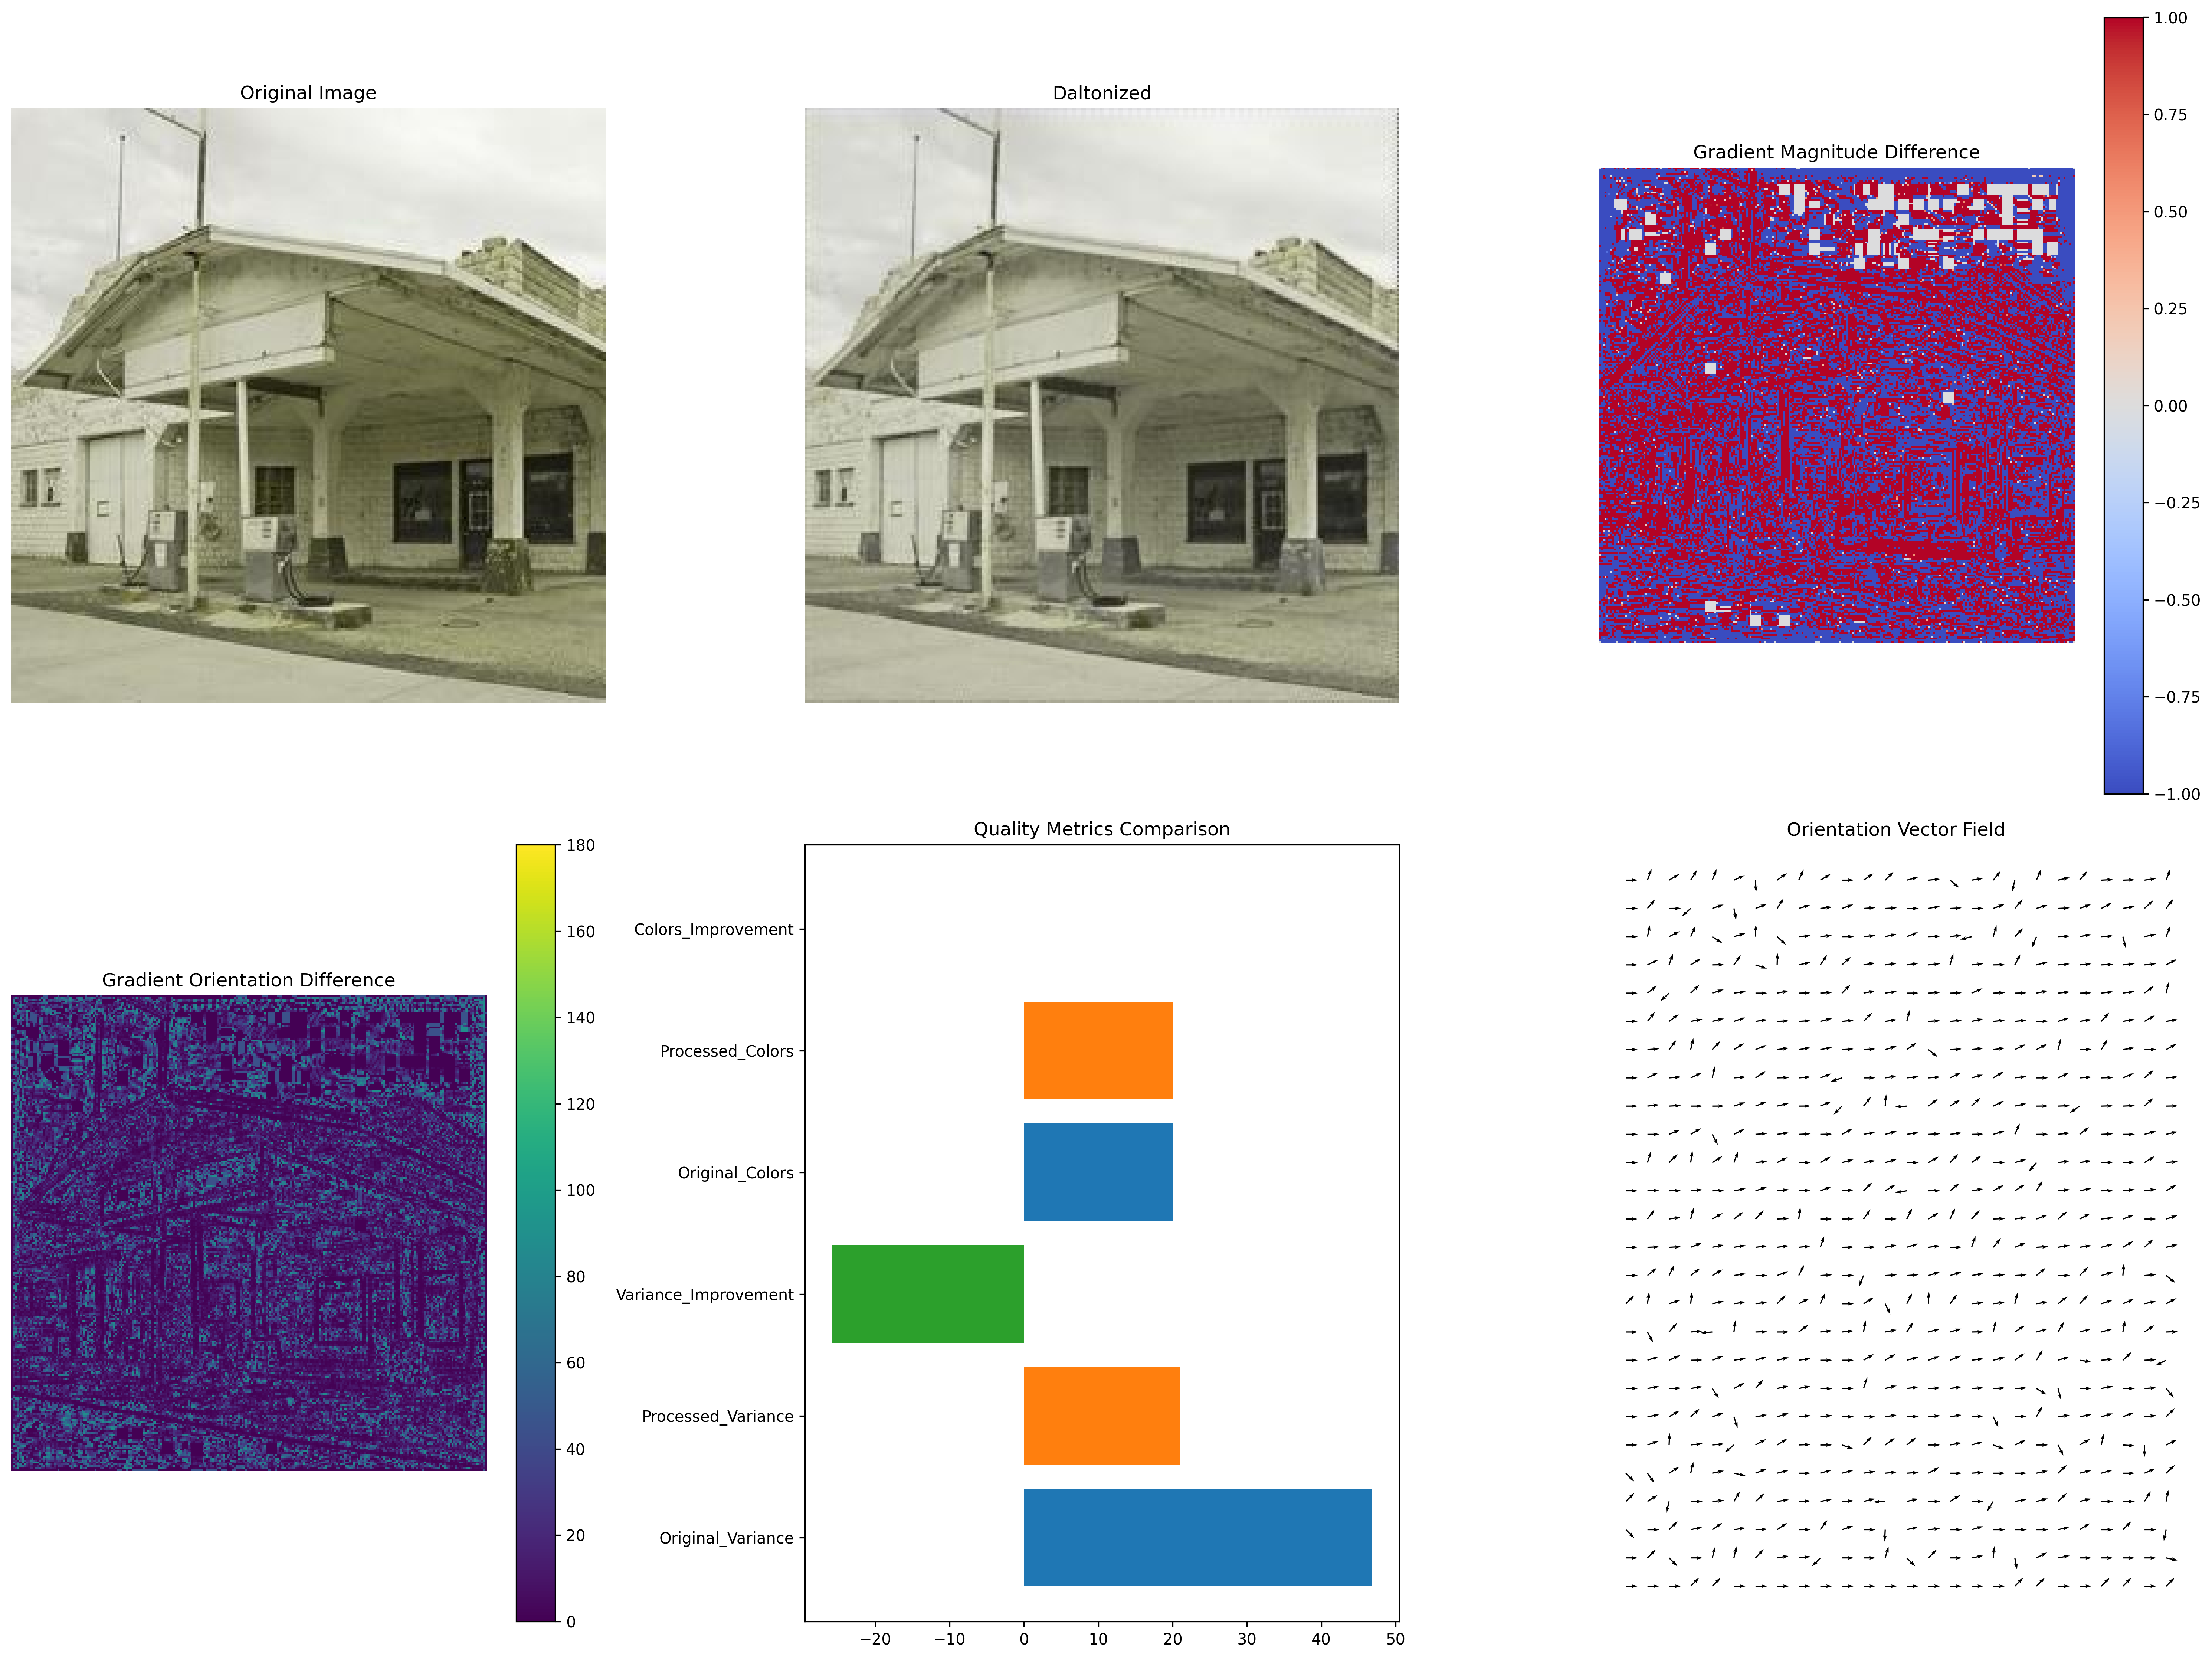 Original Image
Daltonized
Gradient Magnitude Difference
1.00
0.75
0.50
0.25
0.00
−0.25
−0.50
−0.75
−1.00
Gradient Orientation Difference
180
160
140
120
100
80
60
40
20
0
Quality Metrics Comparison
Colors_Improvement
Processed_Colors
Original_Colors
Variance_Improvement
Processed_Variance
Original_Variance
−20
−10
0
10
20
30
40
50
Orientation Vector Field